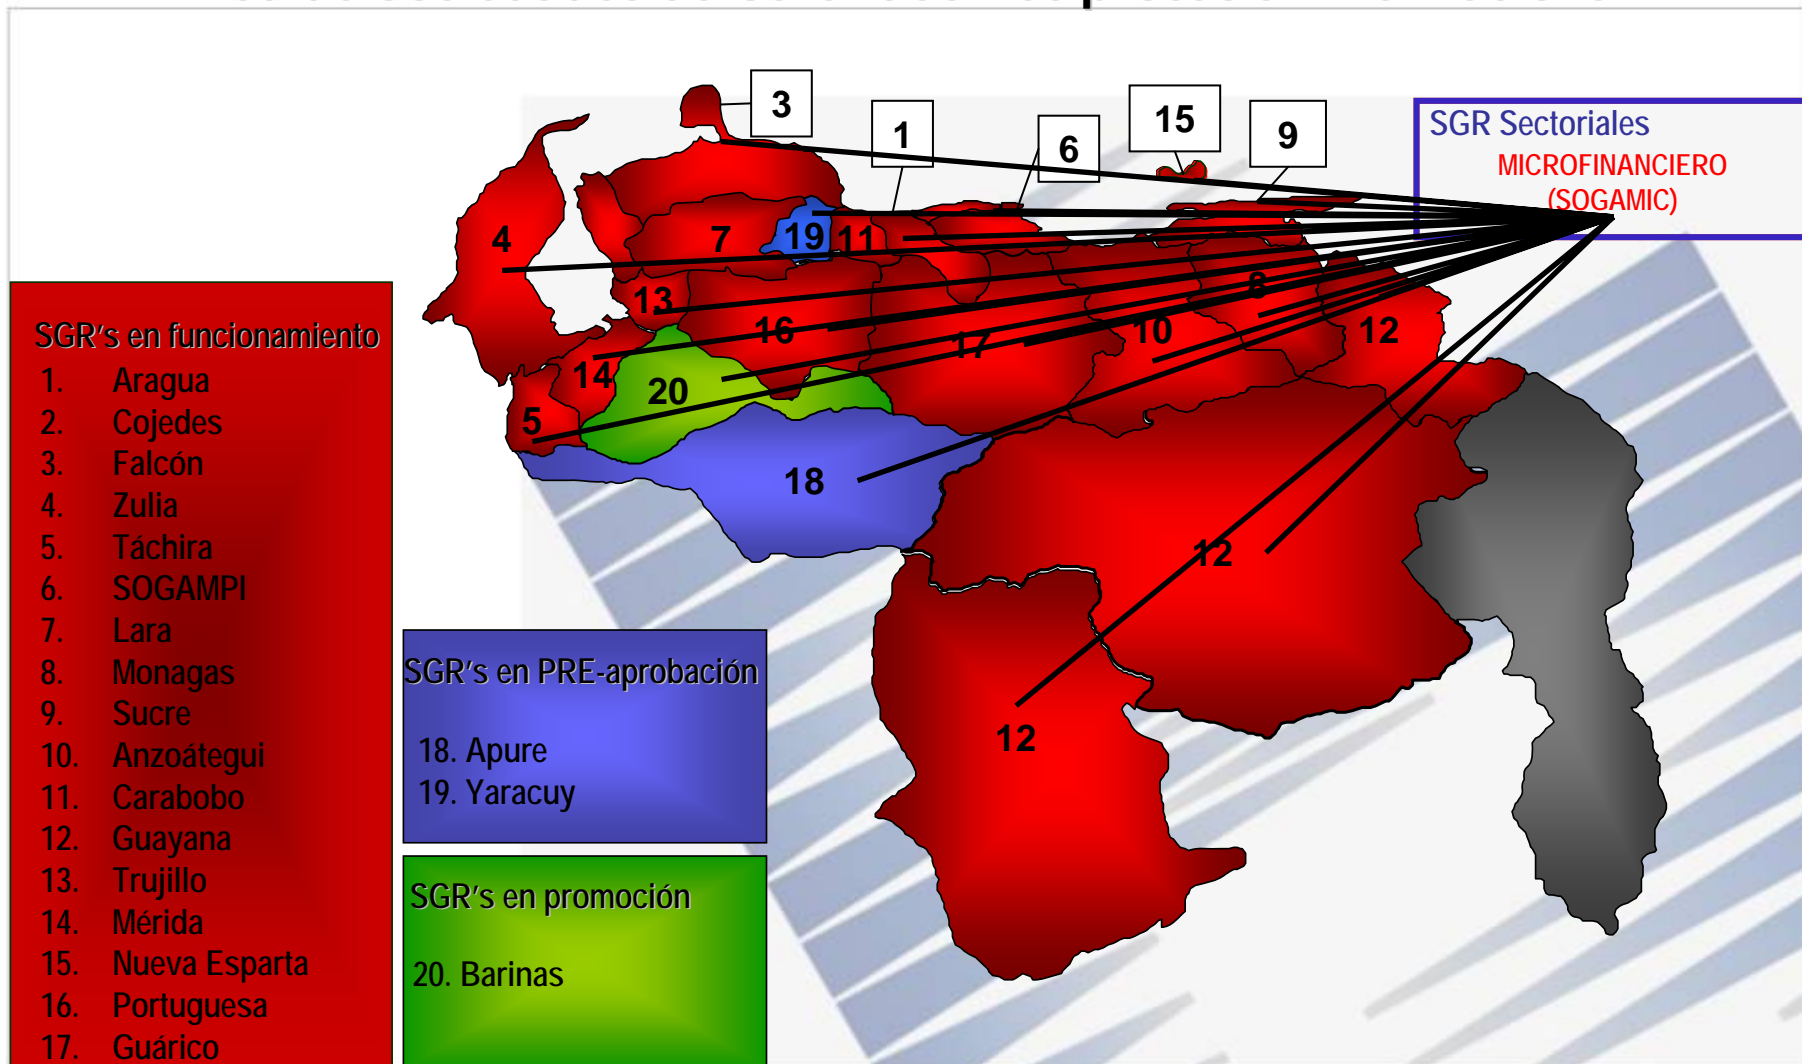 3
1
6
15
9
SGR Sectoriales
MICROFINANCIERO
(SOGAMIC)
4
7
19
11
13
16
17
8
10
12
14
20
5
18
12
12
SGR's en funcionamiento
1. Aragua
2. Cojedes
3. Falcón
4. Zulia
5. Táchira
6. SOGAMPI
7. Lara
8. Monagas
9. Sucre
10. Anzoátegui
11. Carabobo
12. Guayana
13. Trujillo
14. Mérida
15. Nueva Esparta
16. Portuguesa
17. Guárico
SGR's en PRE-aprobación
18. Apure
19. Yaracuy
SGR's en promoción
20. Barinas